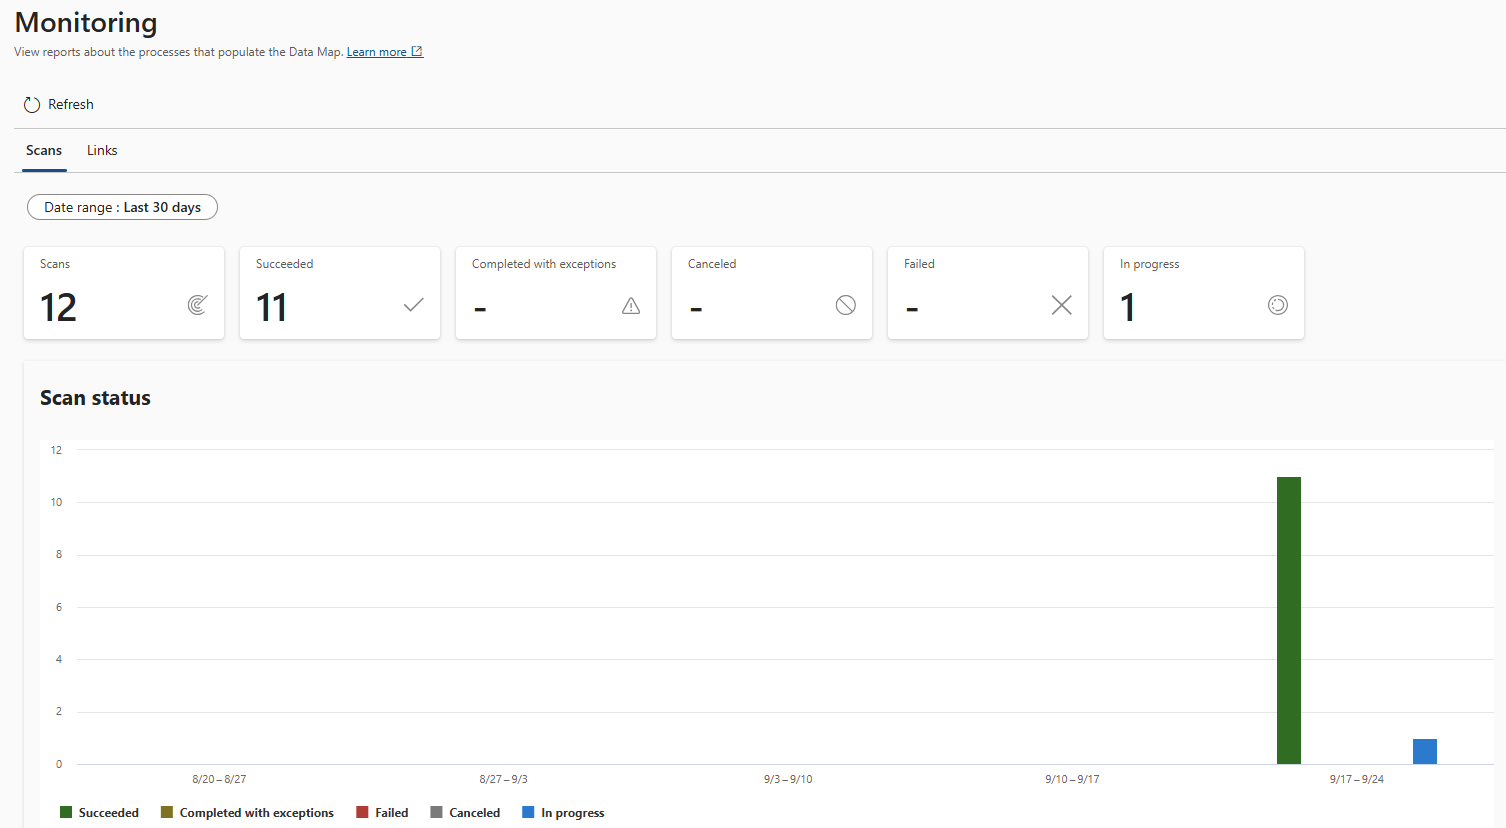 Monitoring
View reports about the processes that populate the Data Map. Learn more
Refresh
Scans Links
Date range : Last 30 days
Scans Succeeded Completed with exceptions Canceled Failed In progress
12 11 - - - 1
Scan status
12
10
8
6
4
2
0
8/20 – 8/27 8/27 – 9/3 9/3 – 9/10 9/10 – 9/17 9/17 – 9/24
Succeeded Completed with exceptions Failed Canceled In progress